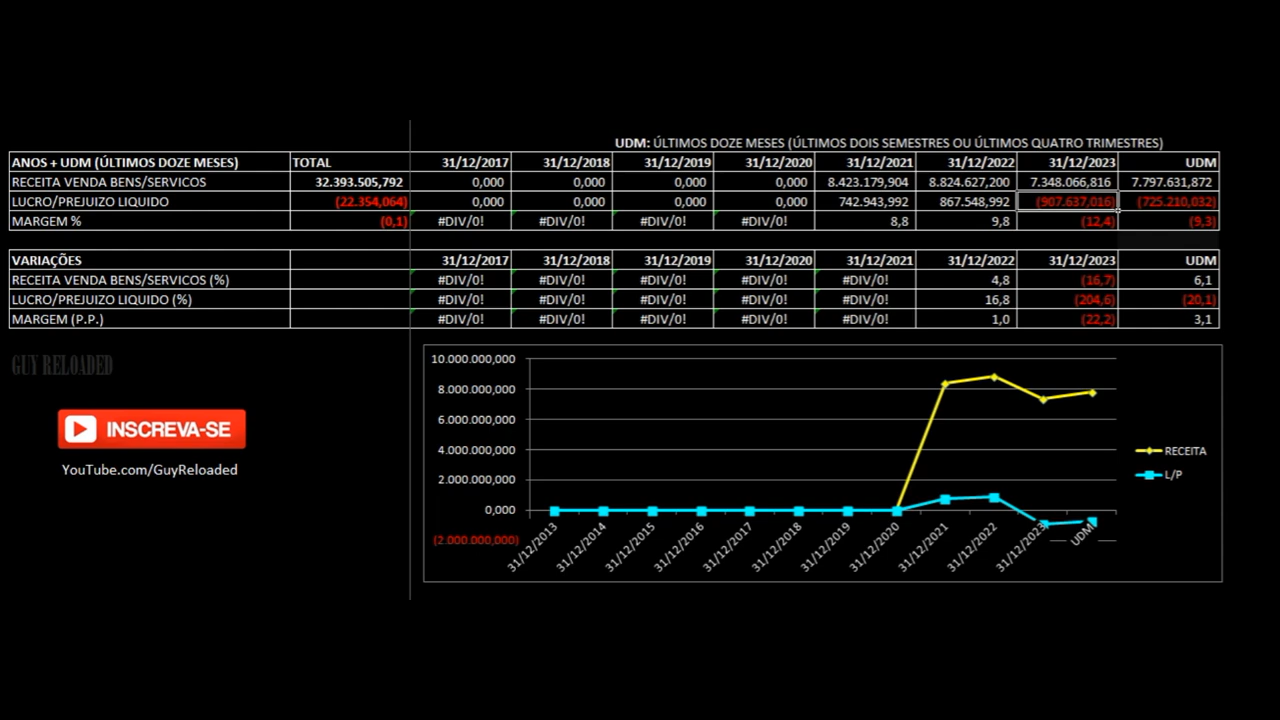 UDM: ÚLTIMOS DOZE MESES (ÚLTIMOS DOIS SEMESTRES OU ÚLTIMOS QUATRO TRIMESTRES)
ANOS + UDM (ÚLTIMOS DOZE MESES) TOTAL 31/12/2017 31/12/2018 31/12/2019 31/12/2020 31/12/2021 31/12/2022 31/12/2023 UDM
RECEITA VENDA BENS/SERVICOS 32.393.505,792 0,000 0,000 0,000 0,000 8.423.179,904 8.824.627,200 7.348.066,816 7.797.631,872
LUCRO/PREJUIZO LIQUIDO (22.354,064) 0,000 0,000 0,000 0,000 742.943,992 867.548,992 (907.637,016) (725.210,032)
MARGEM % (0,1) #DIV/0! #DIV/0! #DIV/0! #DIV/0! 8,8 9,8 (12,4) (9,3)
VARIAÇÕES 31/12/2017 31/12/2018 31/12/2019 31/12/2020 31/12/2021 31/12/2022 31/12/2023 UDM
RECEITA VENDA BENS/SERVICOS (%) #DIV/0! #DIV/0! #DIV/0! #DIV/0! #DIV/0! 4,8 (16,7) 6,1
LUCRO/PREJUIZO LIQUIDO (%) #DIV/0! #DIV/0! #DIV/0! #DIV/0! #DIV/0! 16,8 (204,6) (20,1)
MARGEM (P.P.) #DIV/0! #DIV/0! #DIV/0! #DIV/0! #DIV/0! 1,0 (22,2) 3,1
GUY RELOADED
INSCREVA-SE
YouTube.com/GuyReloaded
10.000.000,000
8.000.000,000
6.000.000,000
4.000.000,000
2.000.000,000
0,000
(2.000.000,000)
31/12/2013 31/12/2014 31/12/2015 31/12/2016 31/12/2017 31/12/2018 31/12/2019 31/12/2020 31/12/2021 31/12/2022 31/12/2023 UDM
RECEITA
L/P